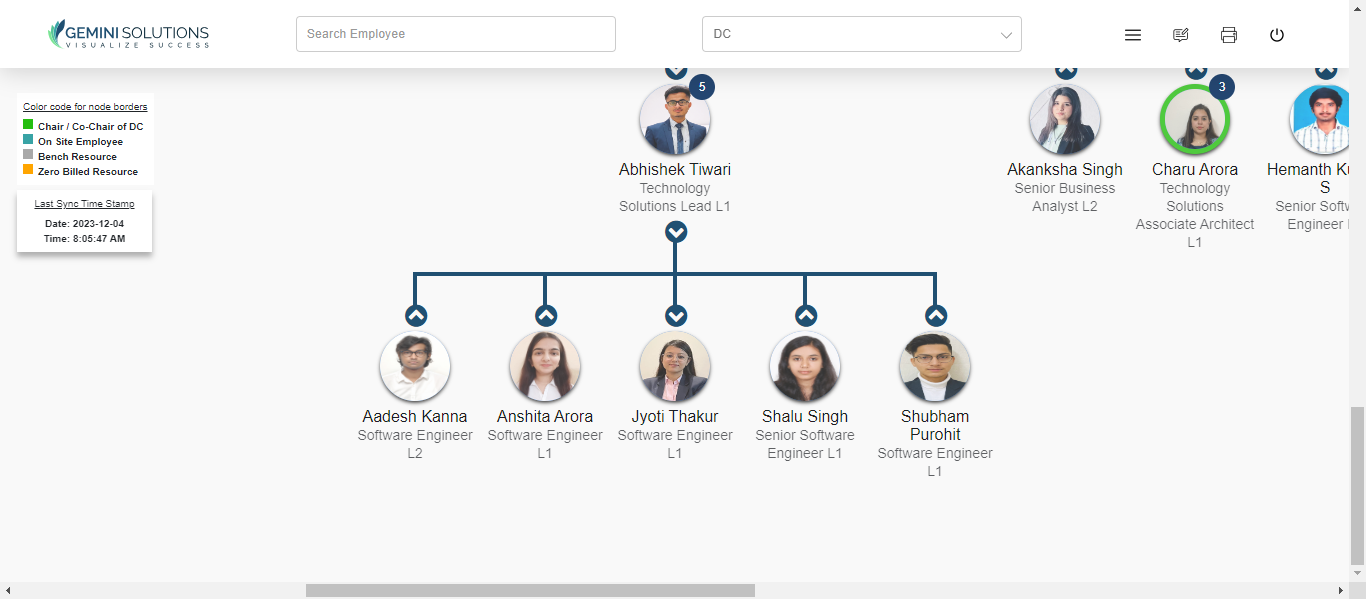 GEMINI SOLUTIONS
VISUALIZE SUCCESS
Search Employee
DC
Color code for node borders
Chair / Co-Chair of DC
On Site Employee
Bench Resource
Zero Billed Resource
Last Sync Time Stamp
Date: 2023-12-04
Time: 8:05:47 AM
5
Abhishek Tiwari
Technology
Solutions Lead L1
Akanksha Singh
Senior Business
Analyst L2
3
Charu Arora
Technology
Solutions
Associate Architect
L1
Hemanth
S
Senior
Engineer
Aadesh Kanna
Software Engineer
L2
Anshita Arora
Software Engineer
L1
Jyoti Thakur
Software Engineer
L1
Shalu Singh
Senior Software
Engineer L1
Shubham
Purohit
Software Engineer
L1